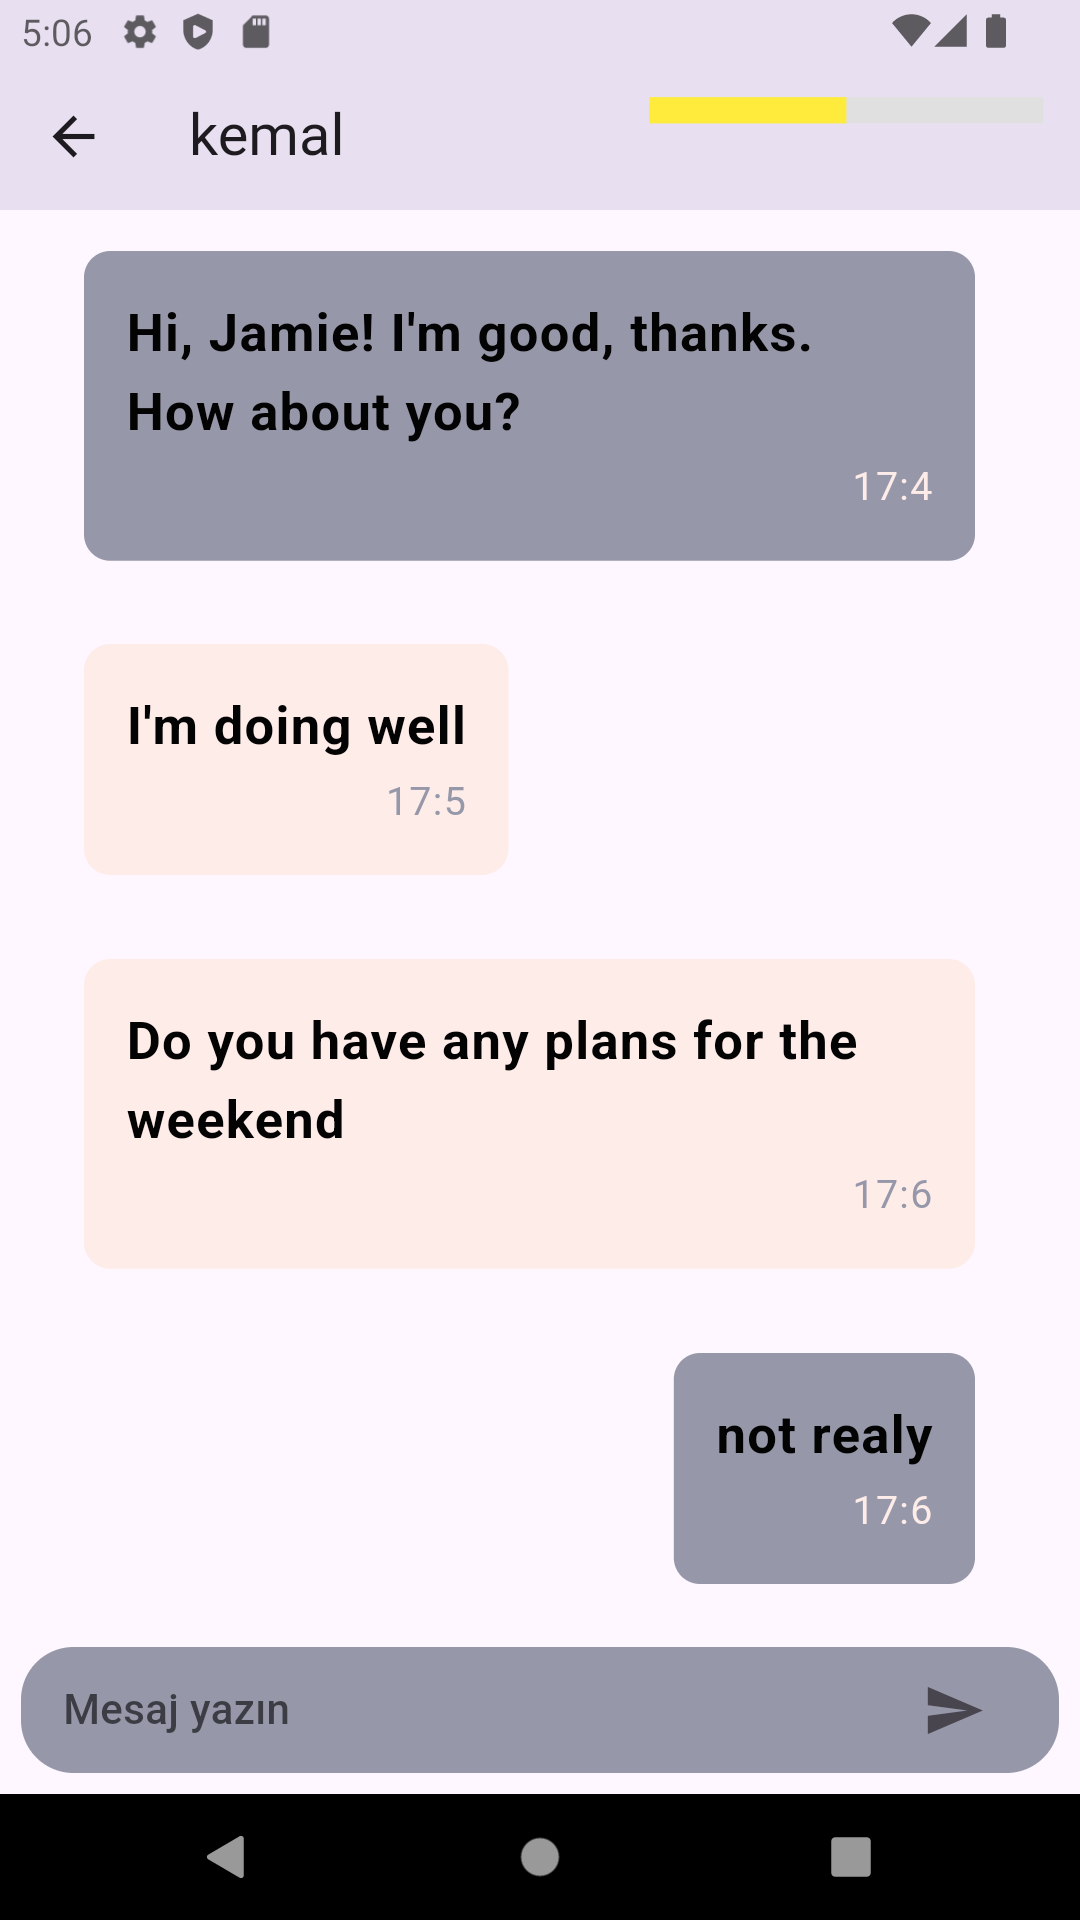 5:06
kemal
Hi, Jamie! I'm good, thanks.
How about you?
17:4
I'm doing well
17:5
Do you have any plans for the
weekend
17:6
not realy
17:6
Mesaj yazın